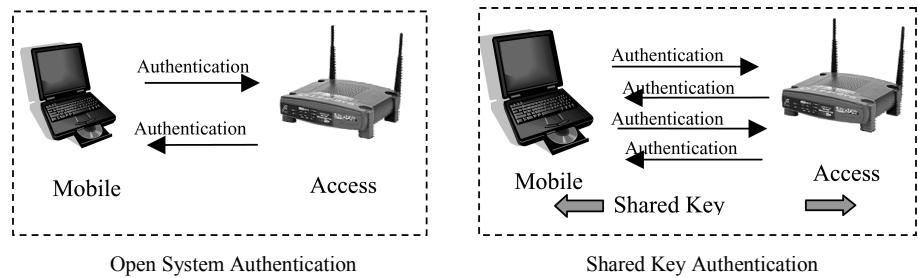 Authentication
Authentication
Mobile
Access
Open System Authentication
Authentication
Authentication
Authentication
Authentication
Mobile
Access
Shared Key
Shared Key Authentication